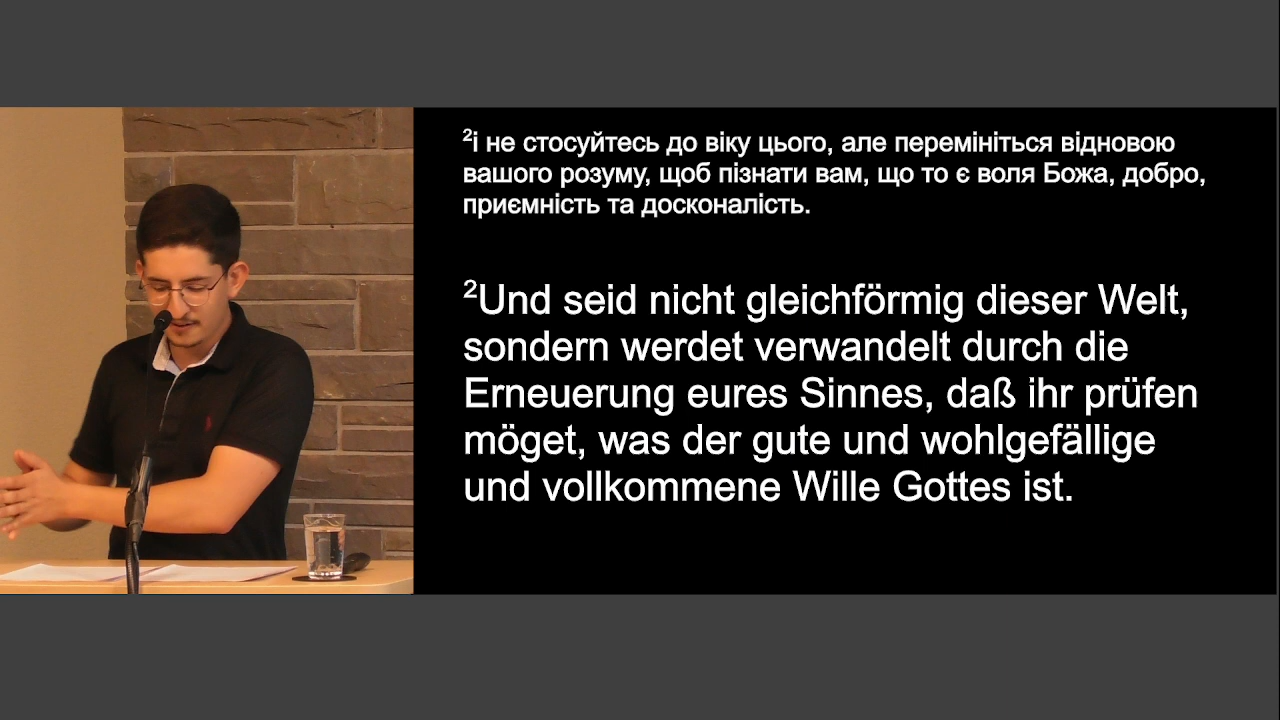 ²і не стосуйтесь до віку цього, але перемініться відновою
вашого розуму, щоб пізнати вам, що то є воля Божа, добро,
приємність та досконалість.
²Und seid nicht gleichförmig dieser Welt,
sondern werdet verwandelt durch die
Erneuerung eures Sinnes, daß ihr prüfen
möget, was der gute und wohlgefällige
und vollkommene Wille Gottes ist.